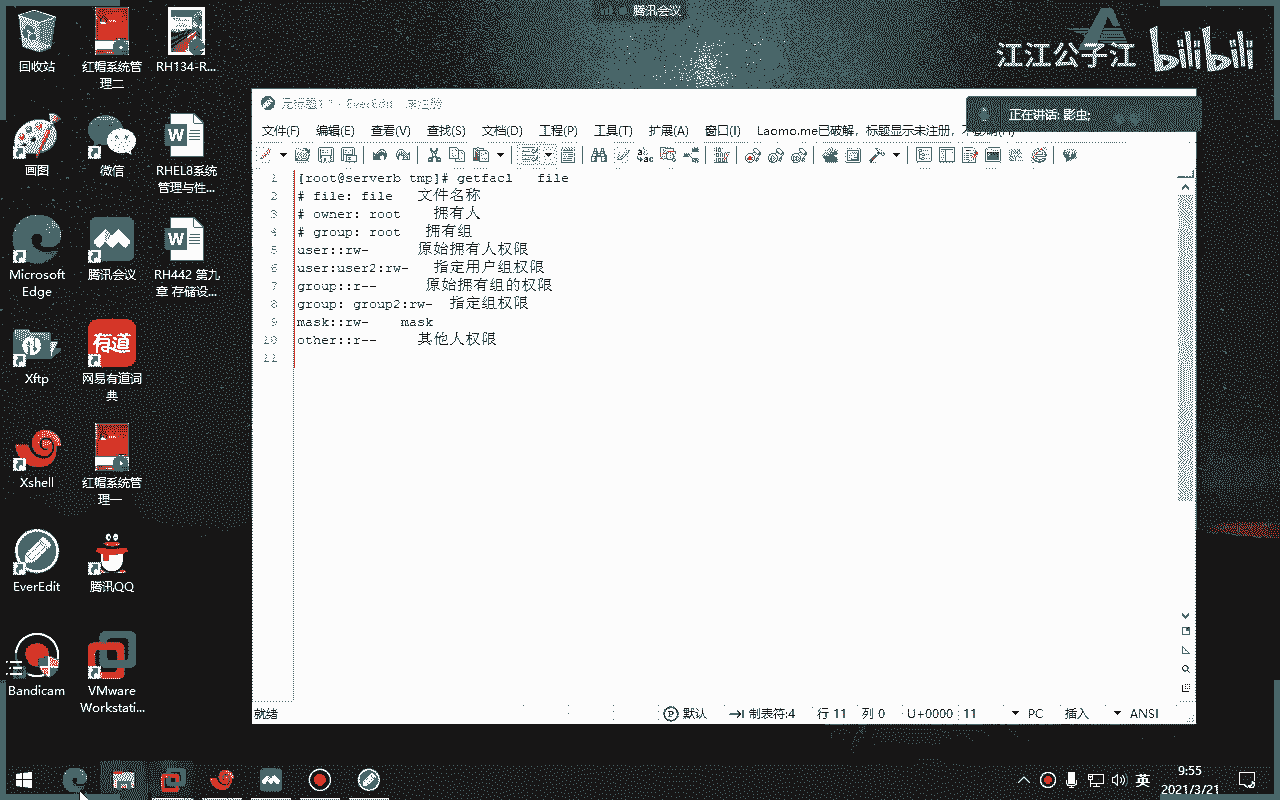 腾讯会议
江江公子江 bilibili
回收站
红帽系统管理二
RH134-R...
画图
微信
RHEL8系统管理与性...
Microsoft Edge
腾讯会议
RH442 第九章 存储设...
Xftp
网易有道词典
Xshell
红帽系统管理一
EverEdit
腾讯QQ
Bandicam
VMware Workstati...
正在讲话: 影虫;
文件(F) 编辑(E) 查看(V) 查找(S) 文档(D) 工程(P) 工具(T) 扩展(A) 窗口(I) Laomo.me已破解，标题显示未注册，
1 [root@serverb tmp]# getfacl file
2 # file: file 文件名称
3 # owner: root 拥有人
4 # group: root 拥有组
5 user::rw- 原始拥有人权限
6 user:user2:rw- 指定用户组权限
7 group::r-- 原始拥有组的权限
8 group: group2:rw- 指定组权限
9 mask::rw- mask
10 other::r-- 其他人权限
11
就绪 默认 制表符:4 行 11 列 0 U+0000 11 PC 插入 ANSI
英
9:55
2021/3/21